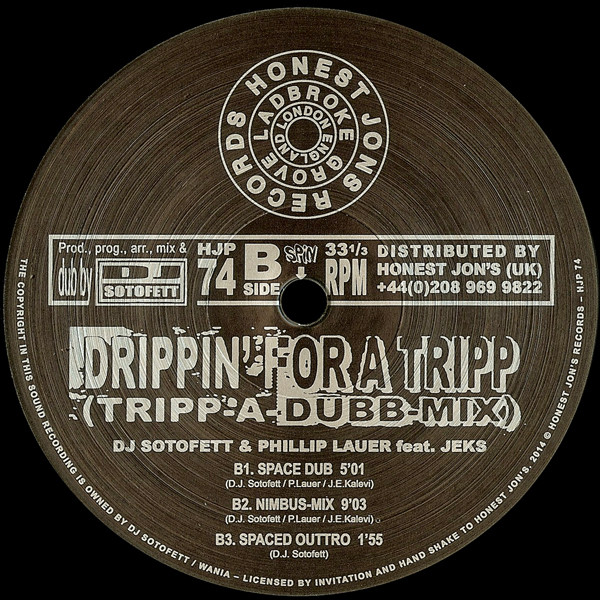 HONEST JONS RECORDS
LADBROKE GROVE
LONDON ENGLAND
Prod., prog., arr., mix &
dub by
DJ
SOTOFETT
HJP
74
B
SIDE
SPIN
33 1/3
RPM
DISTRIBUTED BY
HONEST JON'S (UK)
+44(0)208 969 9822
DRIPPIN' FOR A TRIPP
(TRIPP-A-DUBB-MIX)
DJ SOTOFETT & PHILLIP LAUER feat. JEKS
B1. SPACE DUB 5'01
(D.J. Sotofett / P.Lauer / J.E.Kalevi)
B2. NIMBUS-MIX 9'03
(D.J. Sotofett / P.Lauer / J.E.Kalevi)
B3. SPACED OUTTRO 1'55
(D.J. Sotofett)
THE COPYRIGHT IN THIS SOUND RECORDING IS OWNED BY DJ SOTOFETT / WANIA – LICENSED BY INVITATION AND HAND SHAKE TO HONEST JON'S. 2014 © HONEST JON'S RECORDS – HJP 74